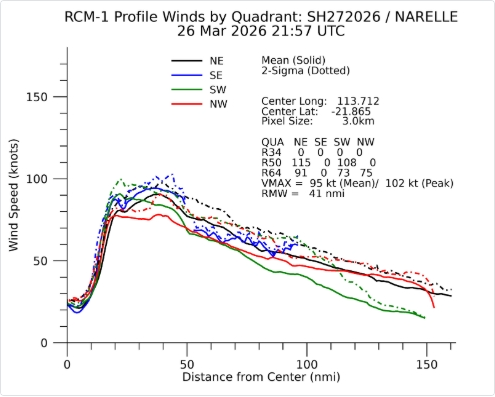 RCM-1 Profile Winds by Quadrant: SH272026 / NARELLE
26 Mar 2026 21:57 UTC
NE
SE
SW
NW
Mean (Solid)
2-Sigma (Dotted)
Center Long: 113.712
Center Lat: -21.865
Pixel Size: 3.0km
QUA NE SE SW NW
R34 0 0 0 0
R50 115 0 108 0
R64 91 0 73 75
VMAX = 95 kt (Mean)/ 102 kt (Peak)
RMW = 41 nmi
Wind Speed (knots)
150
100
50
0
0 50 100 150
Distance from Center (nmi)